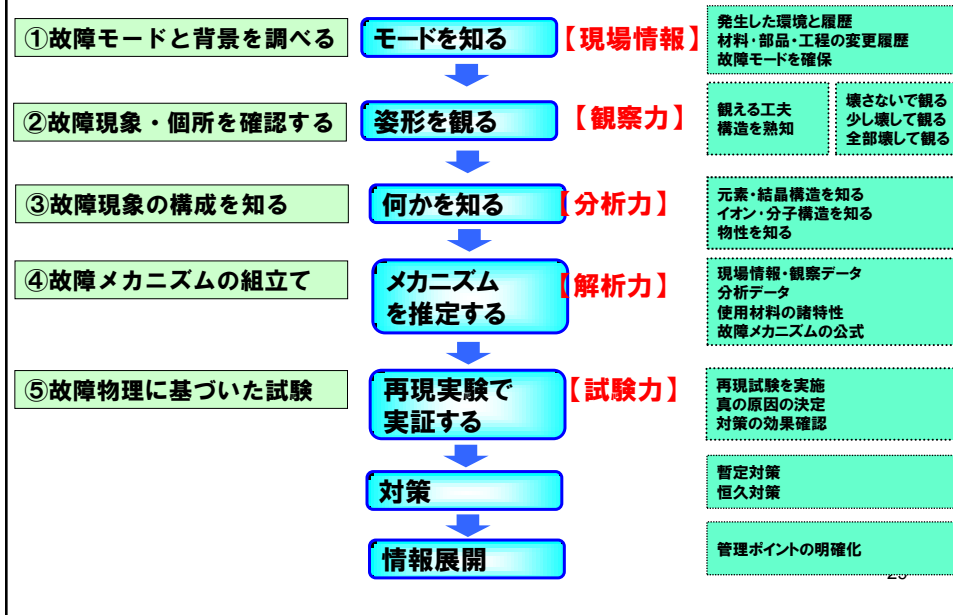 ①故障モードと背景を調べる
モードを知る
【現場情報】
発生した環境と履歴
材料・部品・工程の変更履歴
故障モードを確保
②故障現象・個所を確認する
姿形を観る
【観察力】
観える工夫
構造を熟知
壊さないで観る
少し壊して観る
全部壊して観る
③故障現象の構成を知る
何かを知る
【分析力】
元素・結晶構造を知る
イオン・分子構造を知る
物性を知る
④故障メカニズムの組立て
メカニズム
を推定する
【解析力】
現場情報・観察データ
分析データ
使用材料の諸特性
故障メカニズムの公式
⑤故障物理に基づいた試験
再現実験で
実証する
【試験力】
再現試験を実施
真の原因の決定
対策の効果確認
対策
暫定対策
恒久対策
情報展開
管理ポイントの明確化